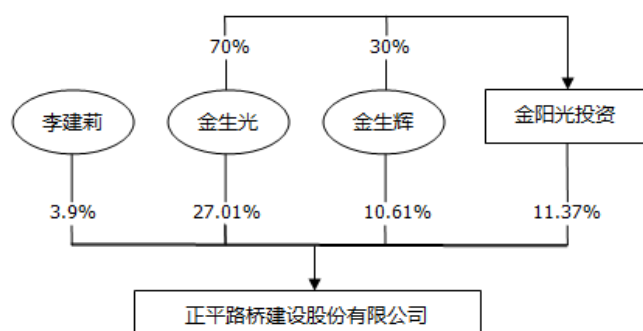 70%
30%
李建莉
金生光
金生辉
金阳光投资
3.9%
27.01%
10.61%
11.37%
正平路桥建设股份有限公司